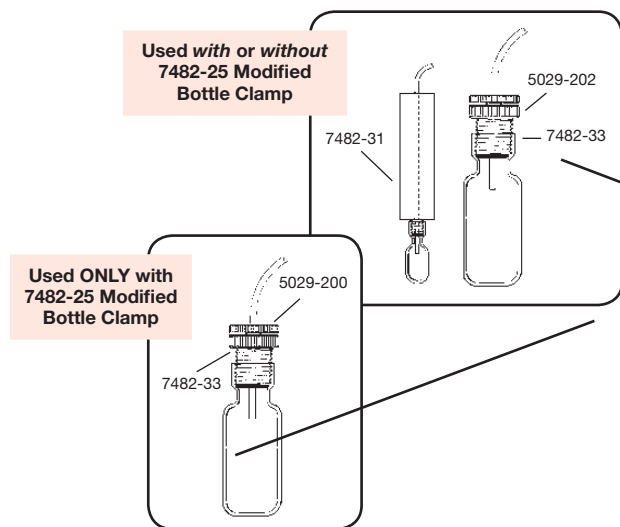 Used with or without
7482-25 Modified
Bottle Clamp
5029-202
7482-33
7482-31
Used ONLY with
7482-25 Modified
Bottle Clamp
5029-200
7482-33